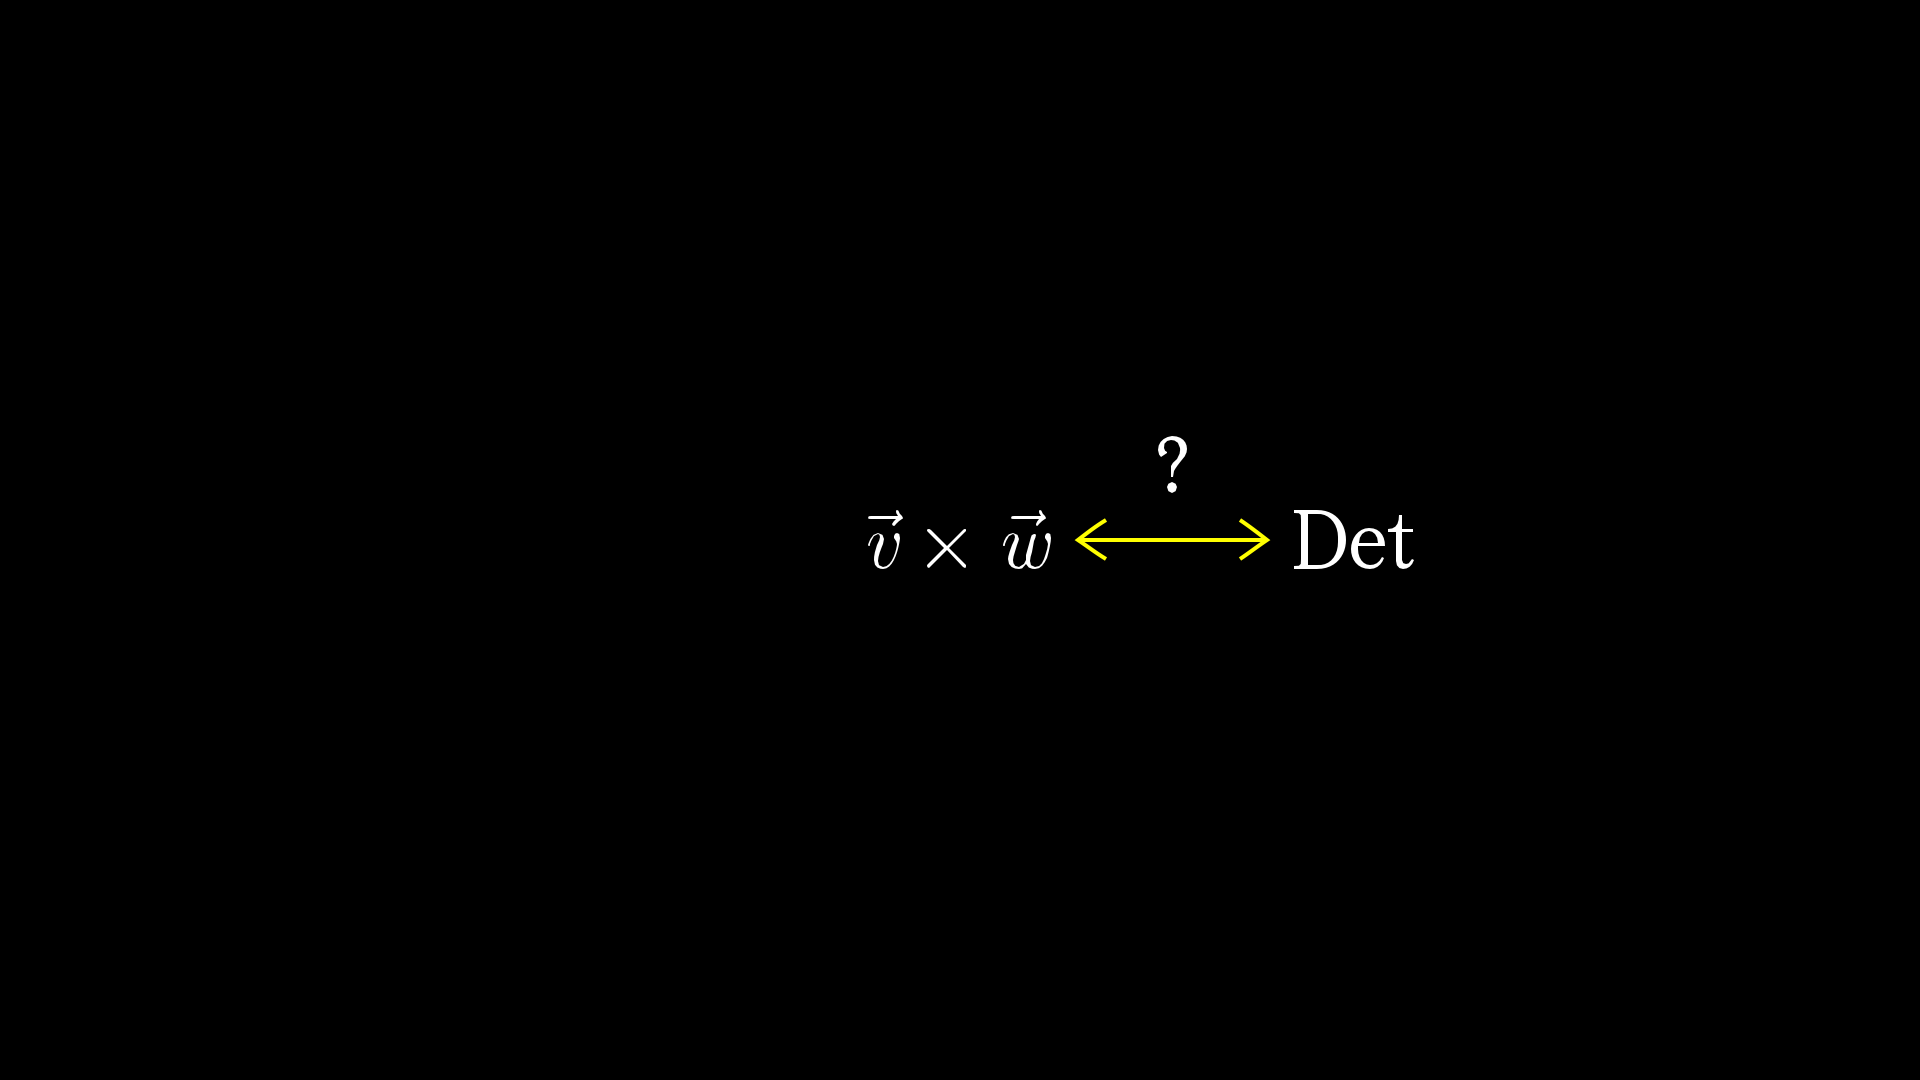 ?
v⃗ × w⃗ ↔ Det